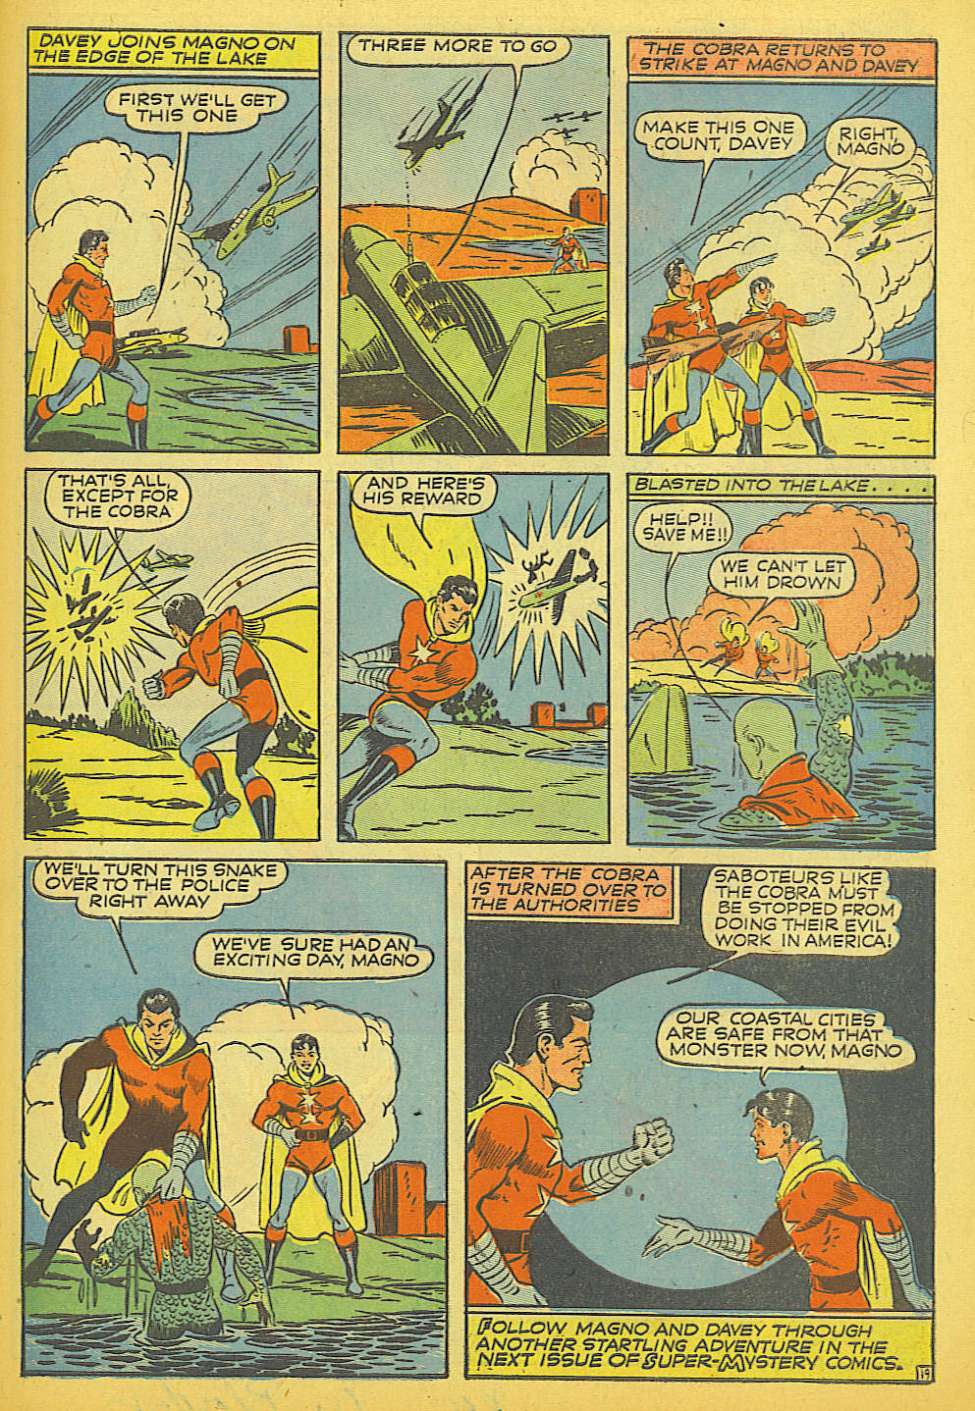 DAVEY JOINS MAGNO ON
THE EDGE OF THE LAKE
FIRST WE'LL GET
THIS ONE
THREE MORE TO GO
THE COBRA RETURNS TO
STRIKE AT MAGNO AND DAVEY
MAKE THIS ONE
COUNT, DAVEY
RIGHT,
MAGNO
THAT'S ALL,
EXCEPT FOR
THE COBRA
AND HERE'S
HIS REWARD
BLASTED INTO THE LAKE....
HELP!!
SAVE ME!!
WE CAN'T LET
HIM DROWN
WE'LL TURN THIS SNAKE
OVER TO THE POLICE
RIGHT AWAY
WE'VE SURE HAD AN
EXCITING DAY, MAGNO
AFTER THE COBRA
IS TURNED OVER TO
THE AUTHORITIES
SABOTEURS LIKE
THE COBRA MUST
BE STOPPED FROM
DOING THEIR EVIL
WORK IN AMERICA!
OUR COASTAL CITIES
ARE SAFE FROM THAT
MONSTER NOW, MAGNO
FOLLOW MAGNO AND DAVEY THROUGH
ANOTHER STARTLING ADVENTURE IN THE
NEXT ISSUE OF SUPER-MYSTERY COMICS.
19